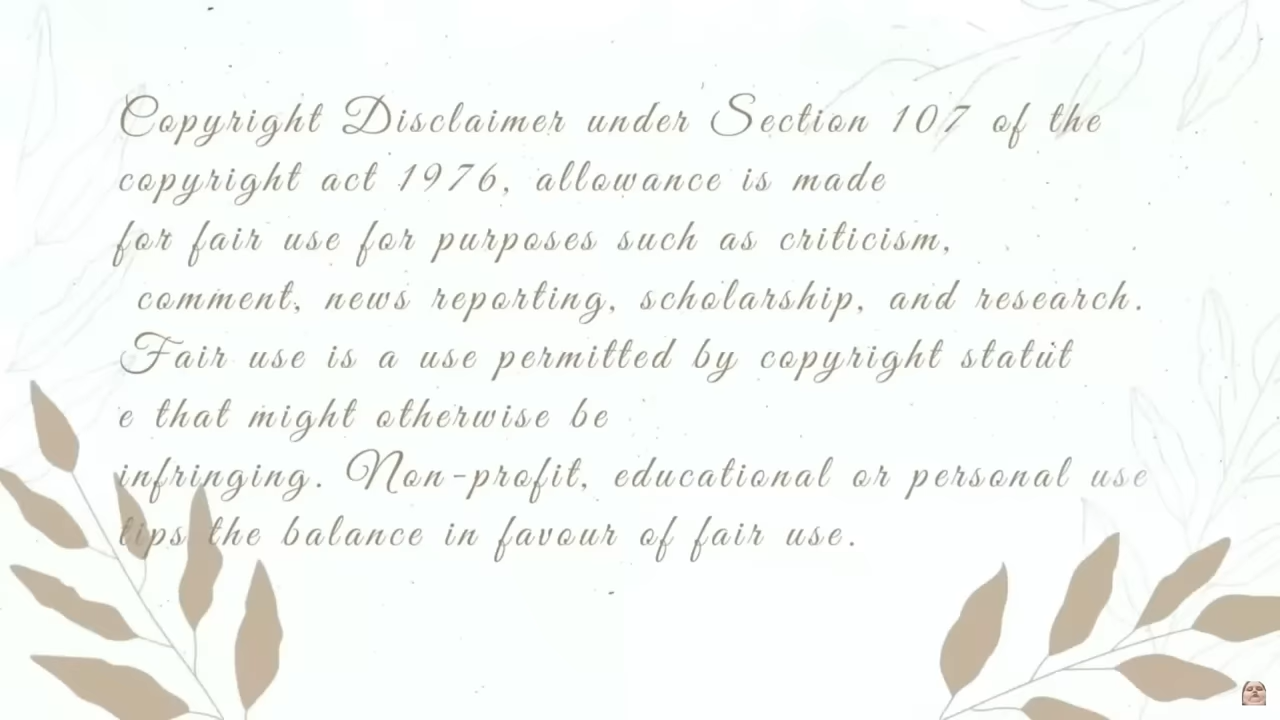 Copyright Disclaimer under Section 107 of the
copyright act 1976, allowance is made
for fair use for purposes such as criticism,
comment, news reporting, scholarship, and research.
Fair use is a use permitted by copyright statut
e that might otherwise be
infringing. Non-profit, educational or personal use
tips the balance in favour of fair use.